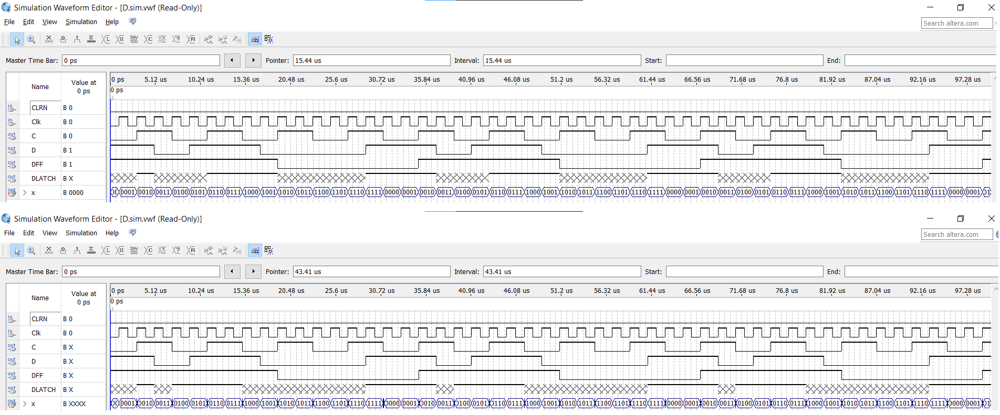 Simulation Waveform Editor - [D.sim.vwf (Read-Only)]
File Edit View Simulation Help
Search altera.com
Master Time Bar: 0 ps Pointer: 15.44 us Interval: 15.44 us Start: End:
Name Value at 0 ps
0 ps 5.12 us 10.24 us 15.36 us 20.48 us 25.6 us 30.72 us 35.84 us 40.96 us 46.08 us 51.2 us 56.32 us 61.44 us 66.56 us 71.68 us 76.8 us 81.92 us 87.04 us 92.16 us 97.28 us
0 ps
in CLRN B 0
in Clk B 0
out C B 0
out D B 1
out DFF B 1
out DLATCH B X
out x B 0000 0001 0010 0011 0100 0101 0110 0111 1000 1001 1010 1011 1100 1101 1110 1111 0000 0001 0010 0011 0100 0101 0110 0111 1000 1001 1010 1011 1100 1101 1110 1111 0000 0001 0010 0011 0100 0101 0110 0111 1000 1001 1010 1011 1100 1101 1110 1111 0000 0001
Simulation Waveform Editor - [D.sim.vwf (Read-Only)]
File Edit View Simulation Help
Search altera.com
Master Time Bar: 0 ps Pointer: 43.41 us Interval: 43.41 us Start: End:
Name Value at 0 ps
0 ps 5.12 us 10.24 us 15.36 us 20.48 us 25.6 us 30.72 us 35.84 us 40.96 us 46.08 us 51.2 us 56.32 us 61.44 us 66.56 us 71.68 us 76.8 us 81.92 us 87.04 us 92.16 us 97.28 us
0 ps
in CLRN B 0
in Clk B 0
out C B X
out D B X
out DFF B X
out DLATCH B X
out x B XXXX 0001 0010 0011 0100 0101 0110 0111 1000 1001 1010 1011 1100 1101 1110 1111 0000 0001 0010 0011 0100 0101 0110 0111 1000 1001 1010 1011 1100 1101 1110 1111 0000 0001 0010 0011 0100 0101 0110 0111 1000 1001 1010 1011 1100 1101 1110 1111 0000 0001